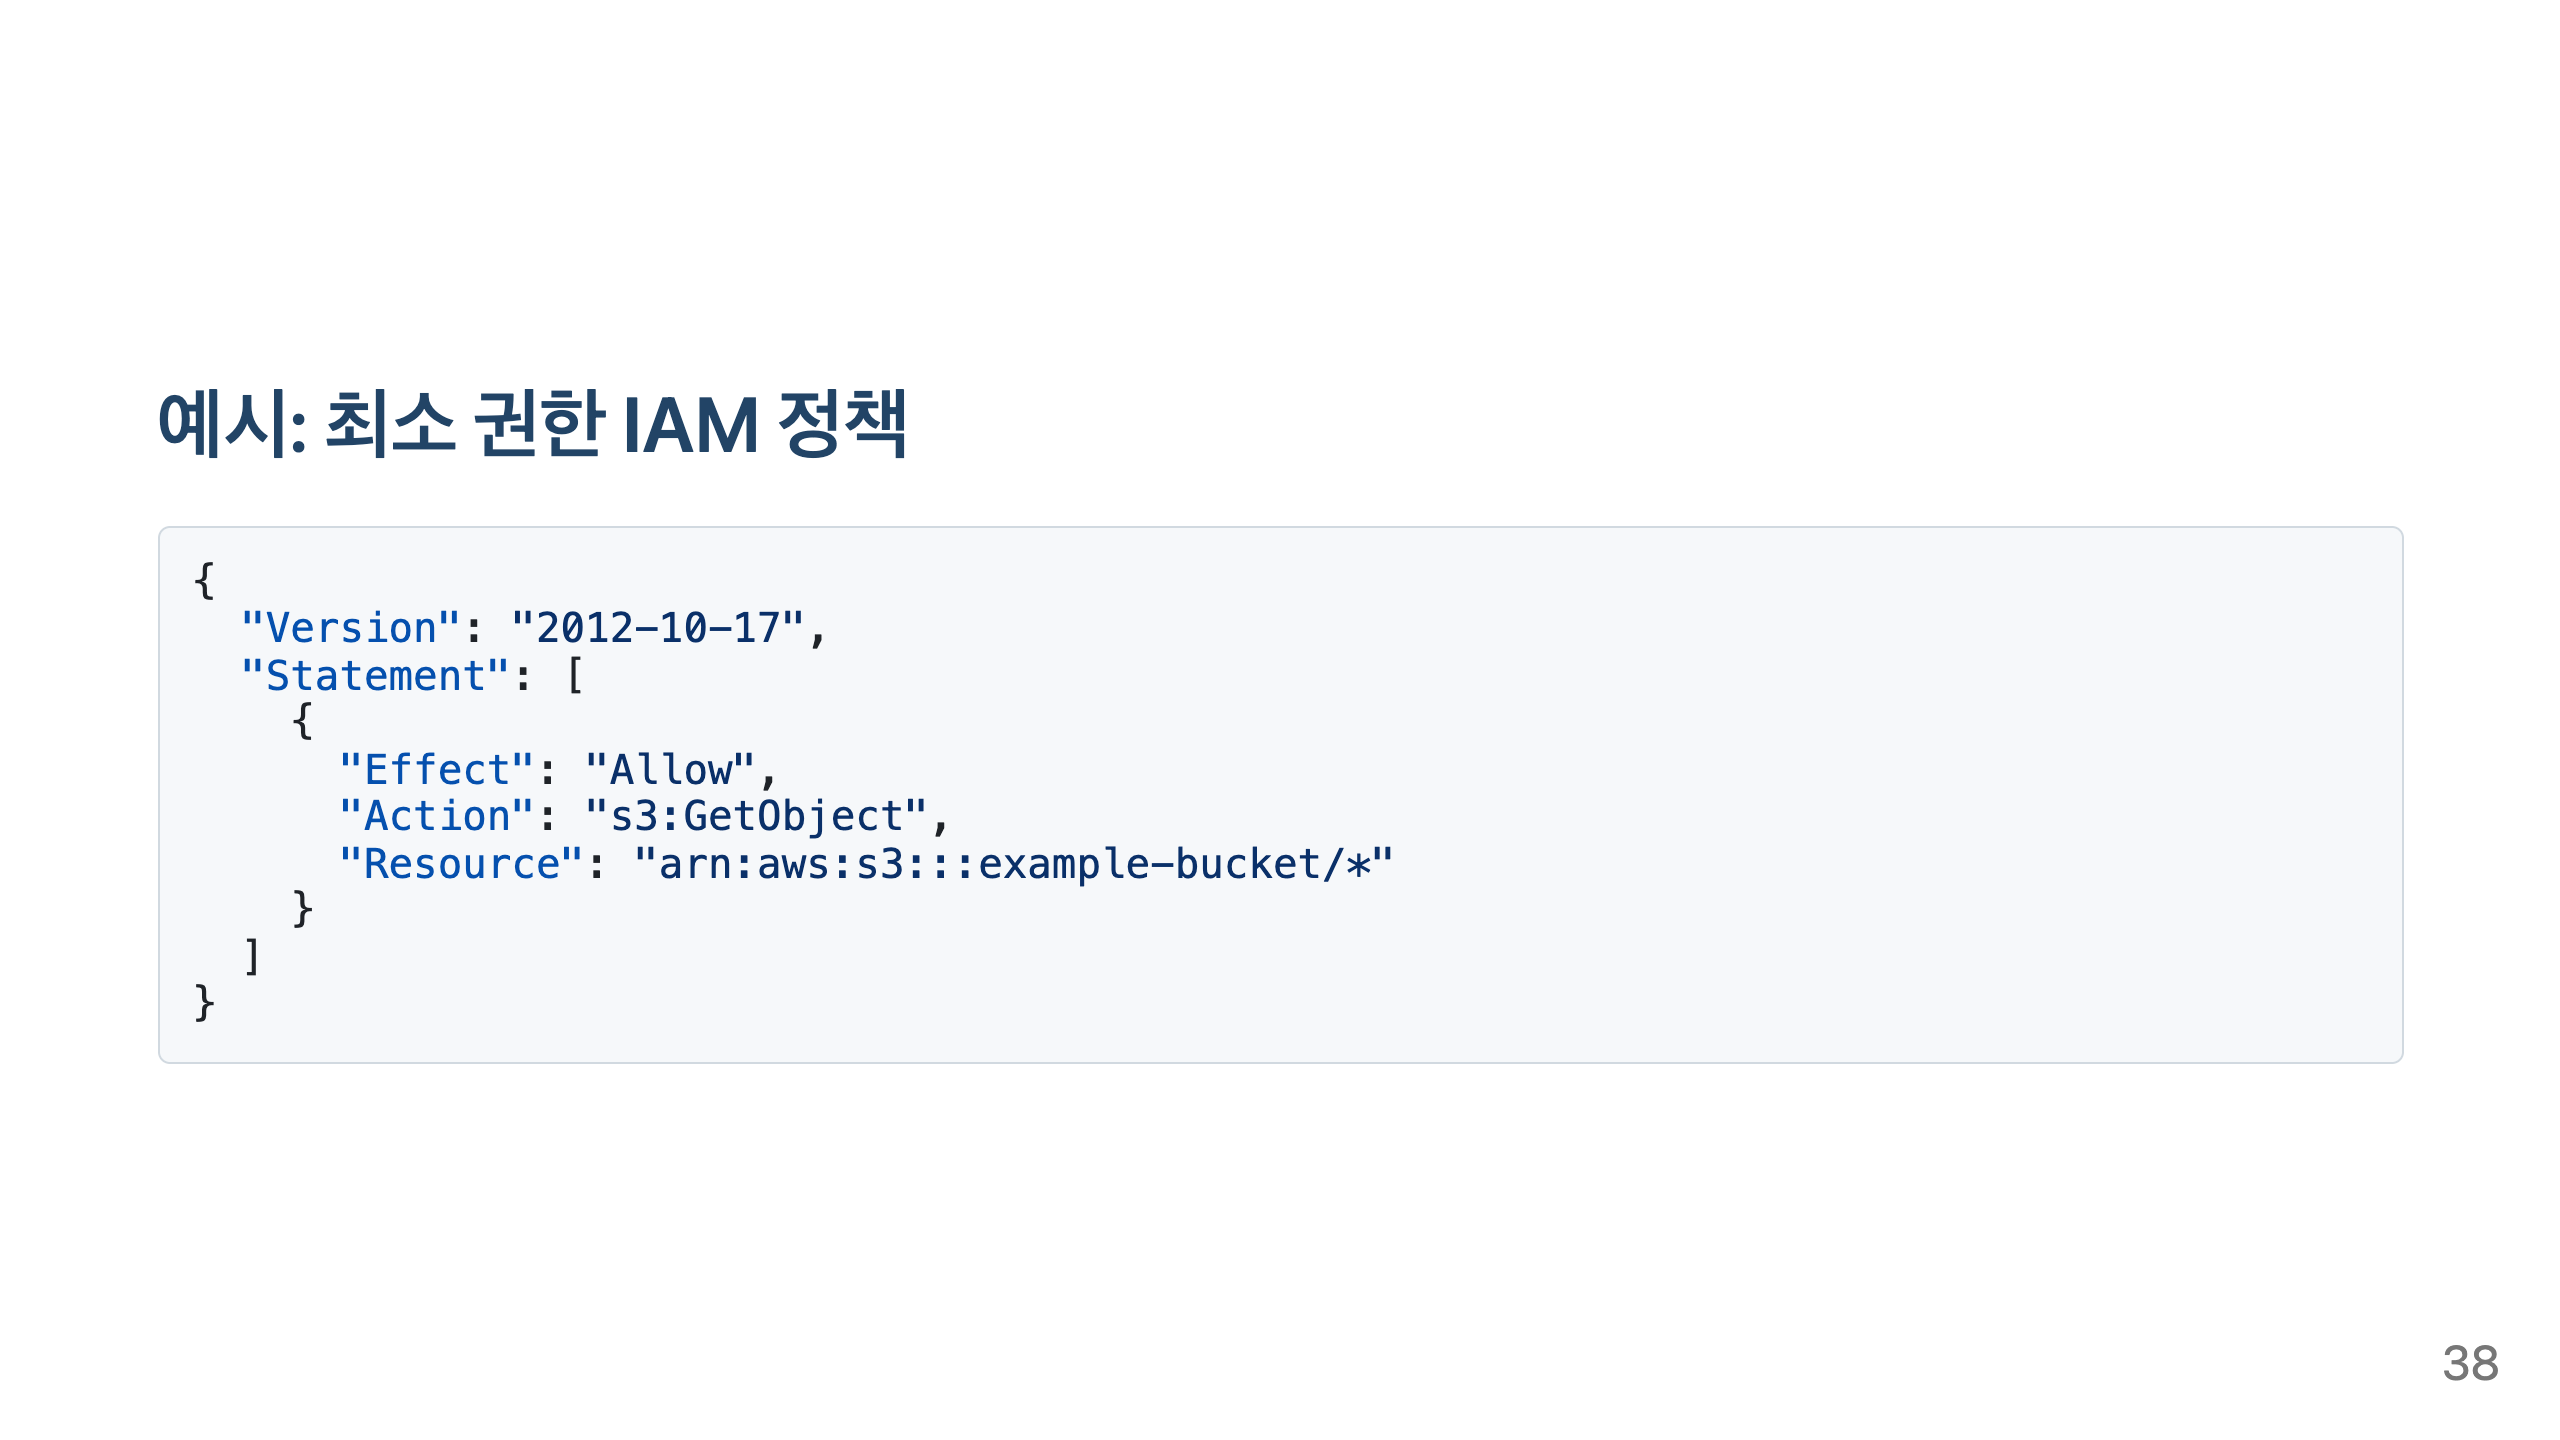 예시: 최소 권한 IAM 정책
{
  "Version": "2012-10-17",
  "Statement": [
    {
      "Effect": "Allow",
      "Action": "s3:GetObject",
      "Resource": "arn:aws:s3:::example-bucket/*"
    }
  ]
}
38